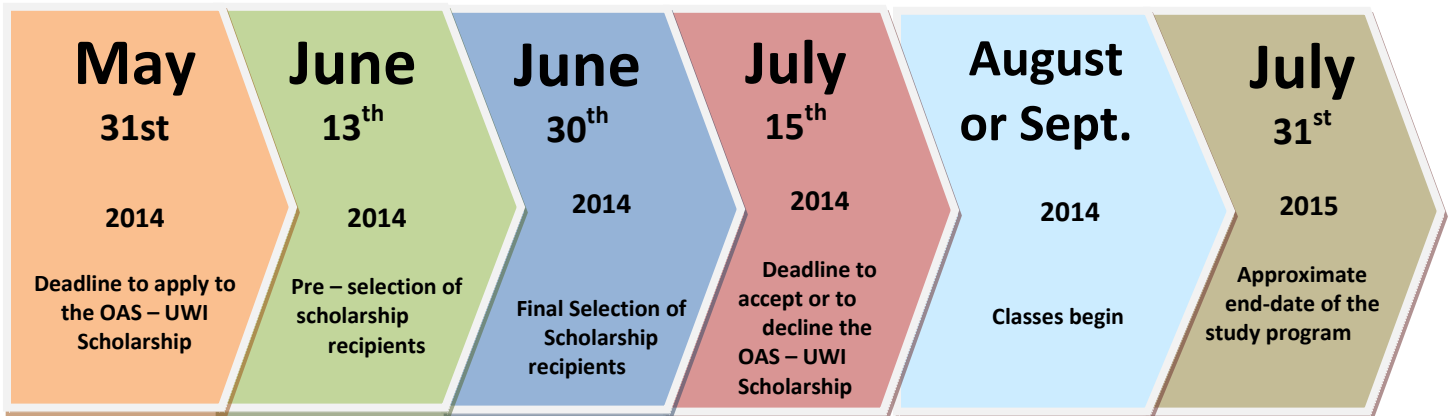 May
31st
2014
Deadline to apply to
the OAS – UWI
Scholarship
June
13th
2014
Pre – selection of
scholarship
recipients
June
30th
2014
Final Selection of
Scholarship
recipients
July
15th
2014
Deadline to
accept or to
decline the
OAS – UWI
Scholarship
August
or Sept.
2014
Classes begin
July
31st
2015
Approximate
end-date of the
study program